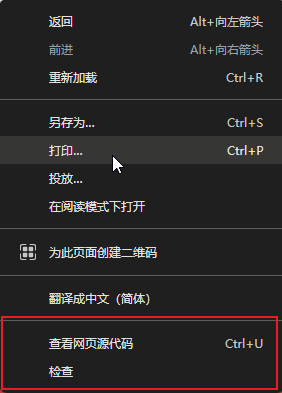 返回 Alt+向左箭头
前进 Alt+向右箭头
重新加载 Ctrl+R
另存为... Ctrl+S
打印... Ctrl+P
投放...
在阅读模式下打开
为此页面创建二维码
翻译成中文（简体）
查看网页源代码 Ctrl+U
检查